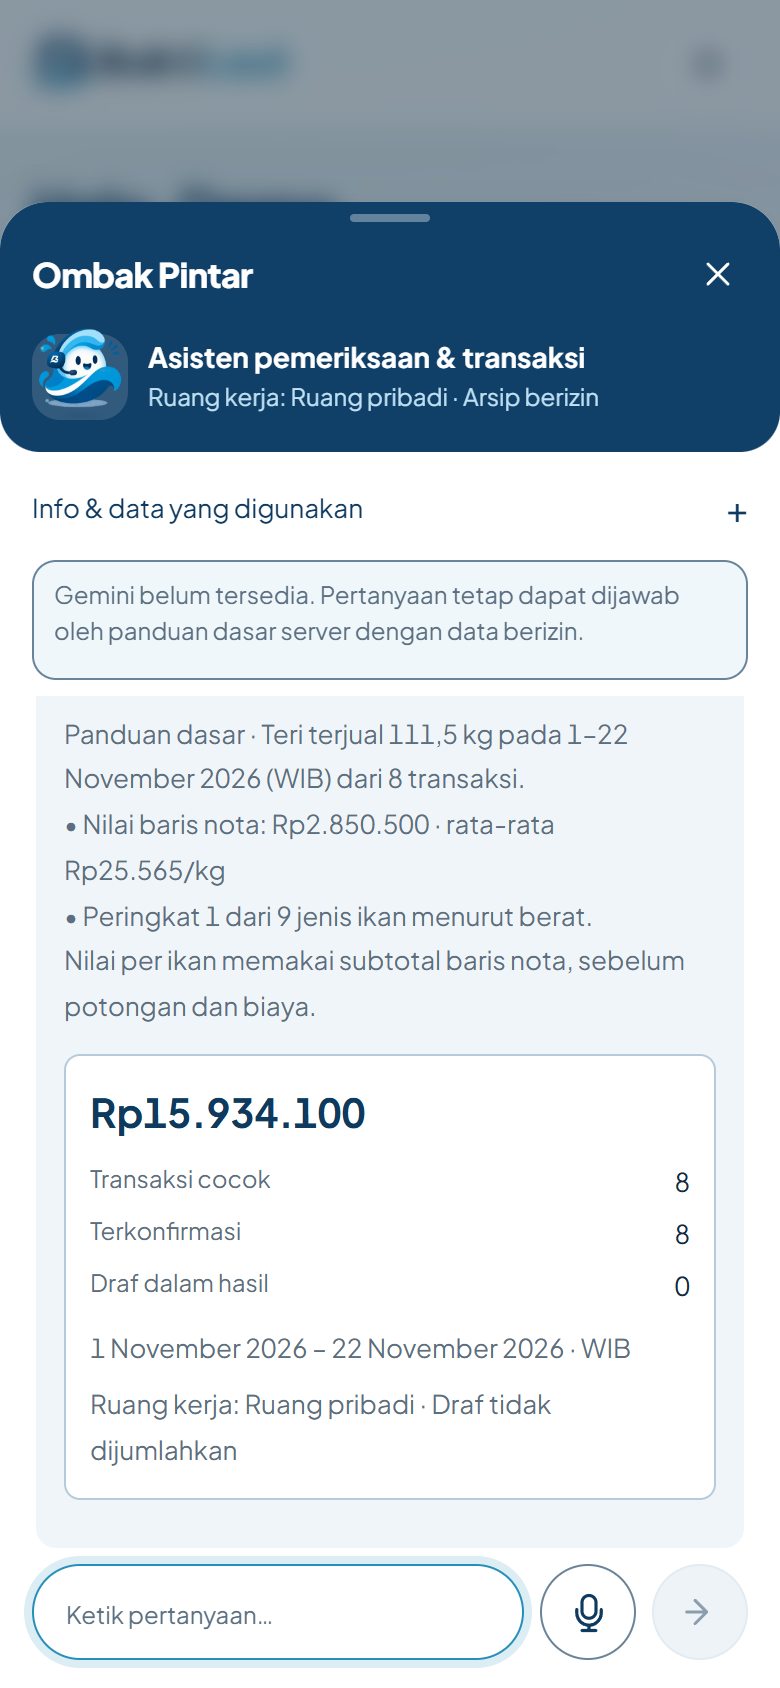 Ombak Pintar
Asisten pemeriksaan & transaksi
Ruang kerja: Ruang pribadi · Arsip berizin
Info & data yang digunakan
Gemini belum tersedia. Pertanyaan tetap dapat dijawab
oleh panduan dasar server dengan data berizin.
Panduan dasar · Teri terjual 111,5 kg pada 1–22
November 2026 (WIB) dari 8 transaksi.
• Nilai baris nota: Rp2.850.500 · rata-rata
Rp25.565/kg
• Peringkat 1 dari 9 jenis ikan menurut berat.
Nilai per ikan memakai subtotal baris nota, sebelum
potongan dan biaya.
Rp15.934.100
Transaksi cocok 8
Terkonfirmasi 8
Draf dalam hasil 0
1 November 2026 – 22 November 2026 · WIB
Ruang kerja: Ruang pribadi · Draf tidak
dijumlahkan
Ketik pertanyaan...